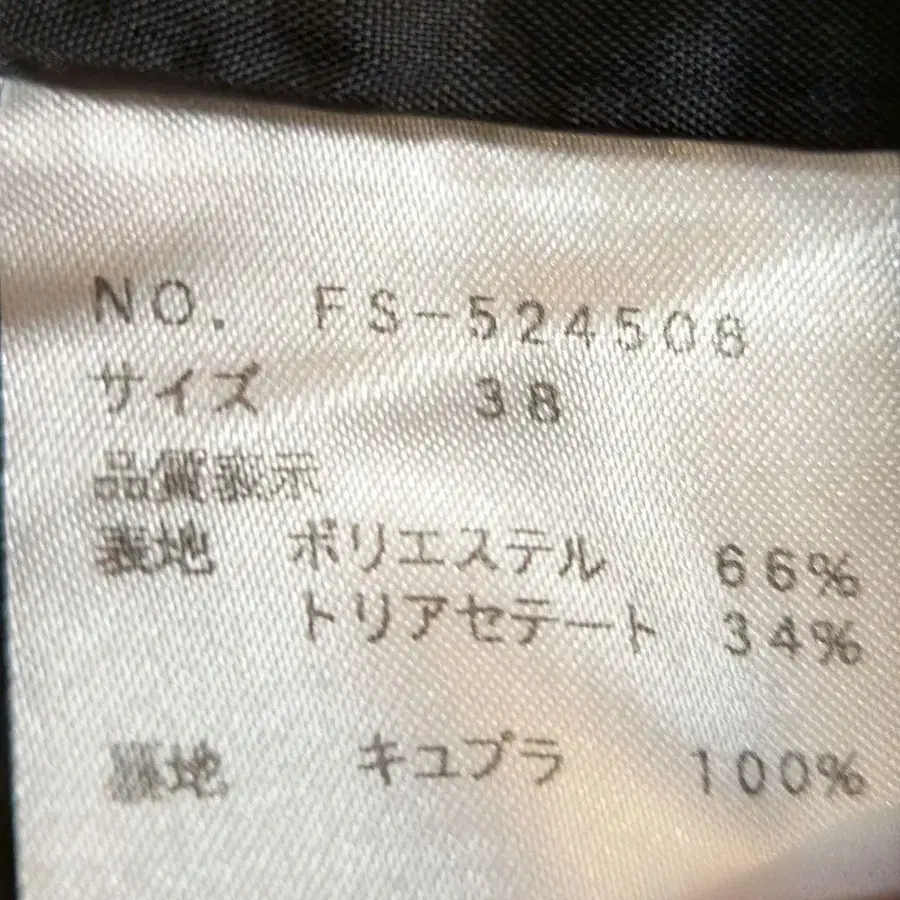 NO. FS-524508
サイズ 38
品質表示
表地 ポリエステル 66%
トリアセテート 34%
裏地 キュプラ 100%